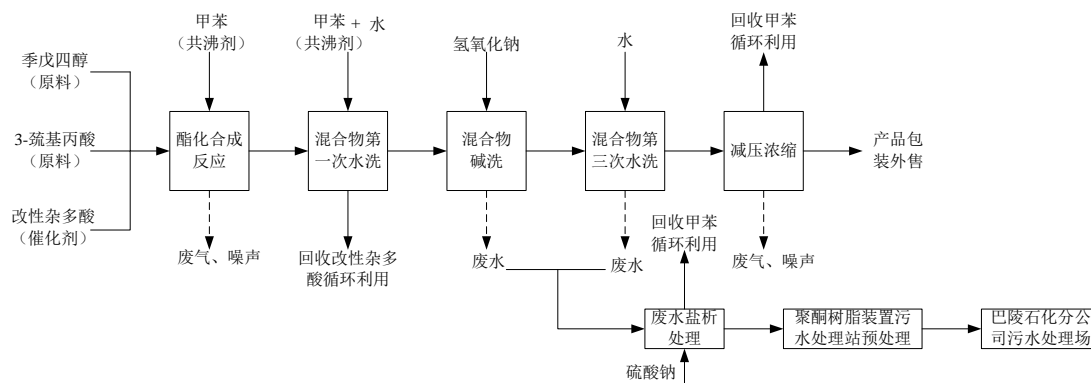 甲苯
（共沸剂）
甲苯 + 水
（共沸剂）
氢氧化钠
水
回收甲苯
循环利用
季戊四醇
（原料）
3-巯基丙酸
（原料）
改性杂多酸
（催化剂）
酯化合成
反应
混合物第
一次水洗
混合物
碱洗
混合物第
三次水洗
减压浓缩
产品包
装外售
废气、噪声
回收改性杂多
酸循环利用
废水
废水
回收甲苯
循环利用
废气、噪声
废水盐析
处理
聚酮树脂装置污
水处理站预处理
巴陵石化分公
司污水处理场
硫酸钠